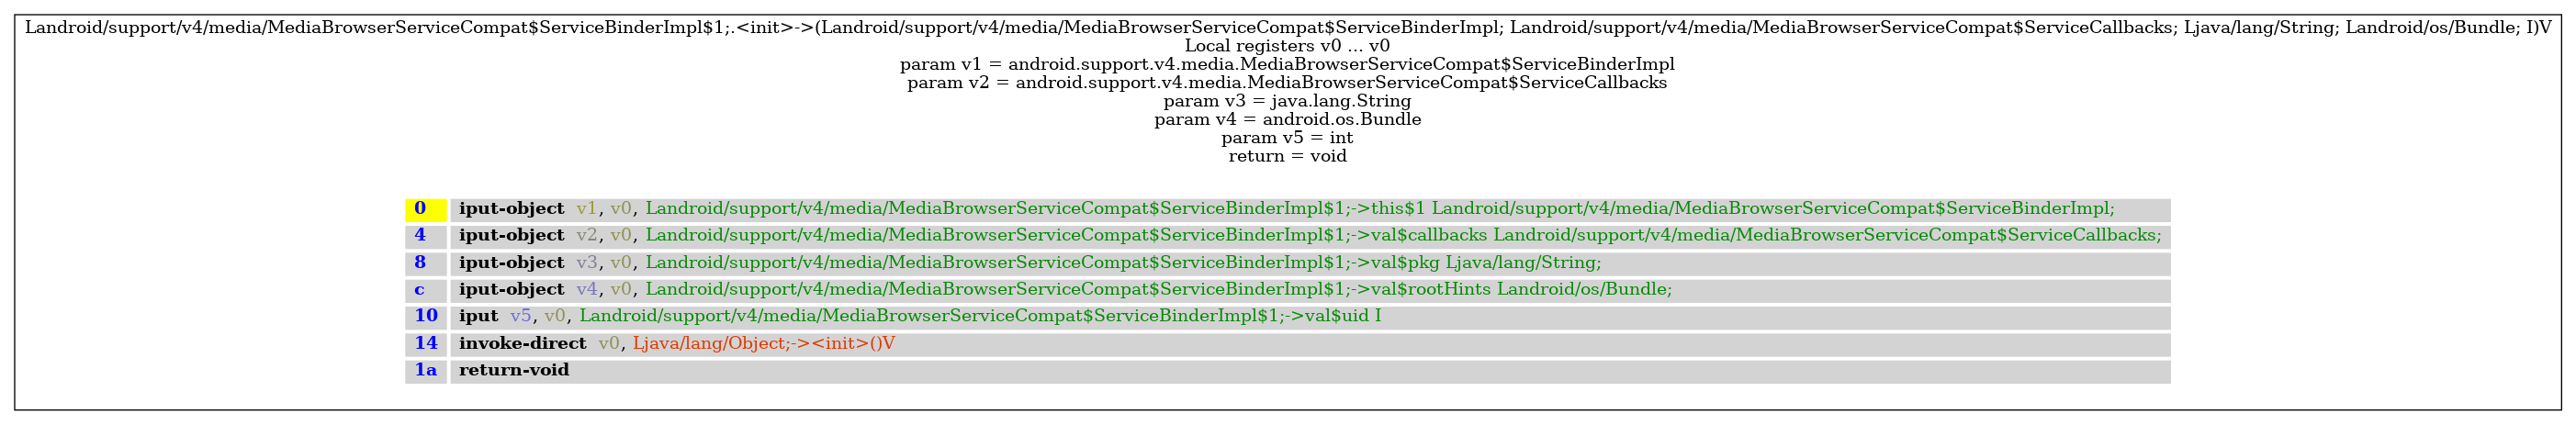 Landroid/support/v4/media/MediaBrowserServiceCompat$ServiceBinderImpl$1;.<init>->(Landroid/support/v4/media/MediaBrowserServiceCompat$ServiceBinderImpl; Landroid/support/v4/media/MediaBrowserServiceCompat$ServiceCallbacks; Ljava/lang/String; Landroid/os/Bundle; I)V
Local registers v0 ... v0
param v1 = android.support.v4.media.MediaBrowserServiceCompat$ServiceBinderImpl
param v2 = android.support.v4.media.MediaBrowserServiceCompat$ServiceCallbacks
param v3 = java.lang.String
param v4 = android.os.Bundle
param v5 = int
return = void
0 iput-object v1, v0, Landroid/support/v4/media/MediaBrowserServiceCompat$ServiceBinderImpl$1;->this$1 Landroid/support/v4/media/MediaBrowserServiceCompat$ServiceBinderImpl;
4 iput-object v2, v0, Landroid/support/v4/media/MediaBrowserServiceCompat$ServiceBinderImpl$1;->val$callbacks Landroid/support/v4/media/MediaBrowserServiceCompat$ServiceCallbacks;
8 iput-object v3, v0, Landroid/support/v4/media/MediaBrowserServiceCompat$ServiceBinderImpl$1;->val$pkg Ljava/lang/String;
c iput-object v4, v0, Landroid/support/v4/media/MediaBrowserServiceCompat$ServiceBinderImpl$1;->val$rootHints Landroid/os/Bundle;
10 iput v5, v0, Landroid/support/v4/media/MediaBrowserServiceCompat$ServiceBinderImpl$1;->val$uid I
14 invoke-direct v0, Ljava/lang/Object;-><init>()V
1a return-void